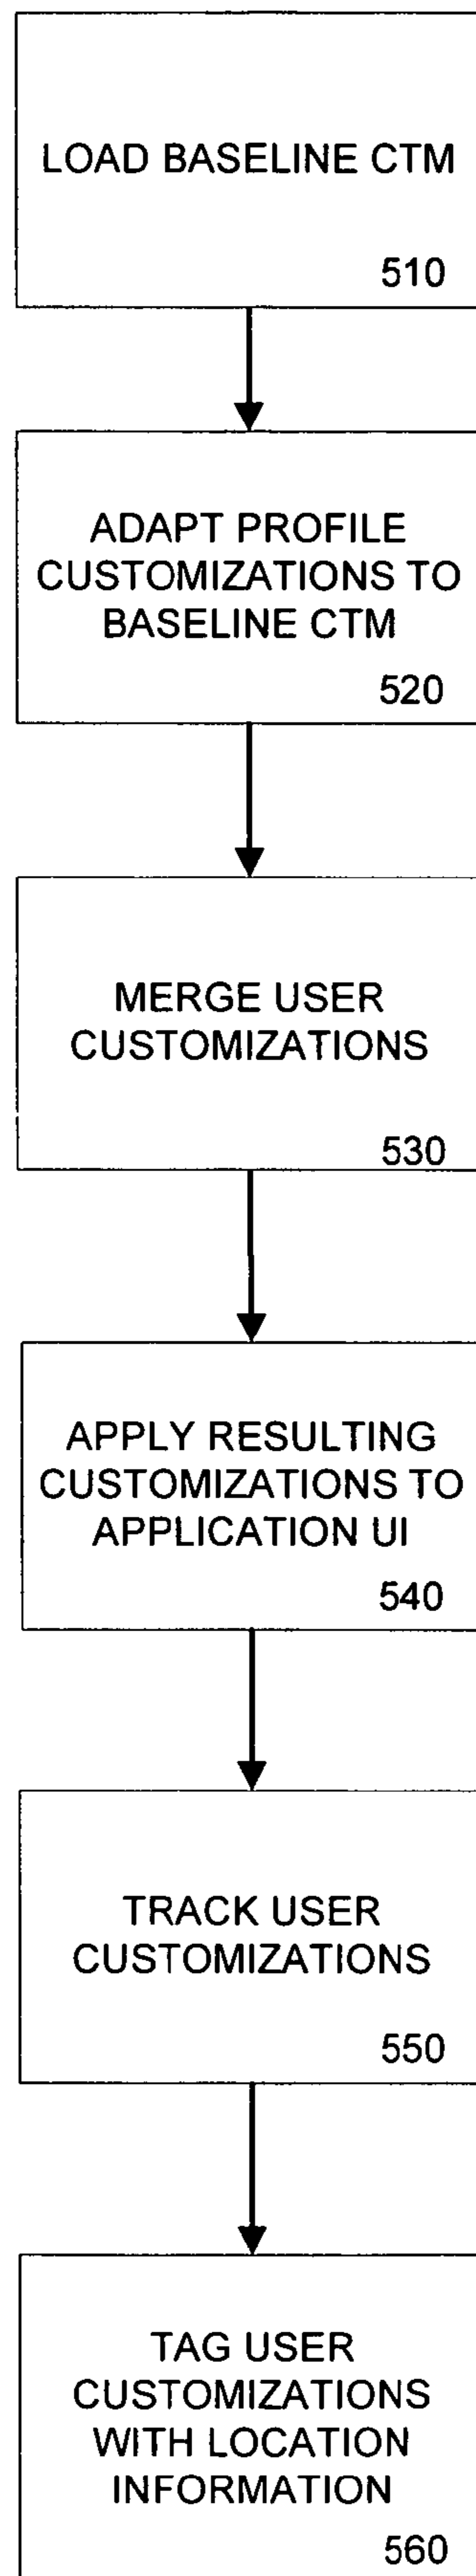 LOAD BASELINE CTM
510
ADAPT PROFILE
CUSTOMIZATIONS TO
BASELINE CTM
520
MERGE USER
CUSTOMIZATIONS
530
APPLY RESULTING
CUSTOMIZATIONS TO
APPLICATION UI
540
TRACK USER
CUSTOMIZATIONS
550
TAG USER
CUSTOMIZATIONS
WITH LOCATION
INFORMATION
560